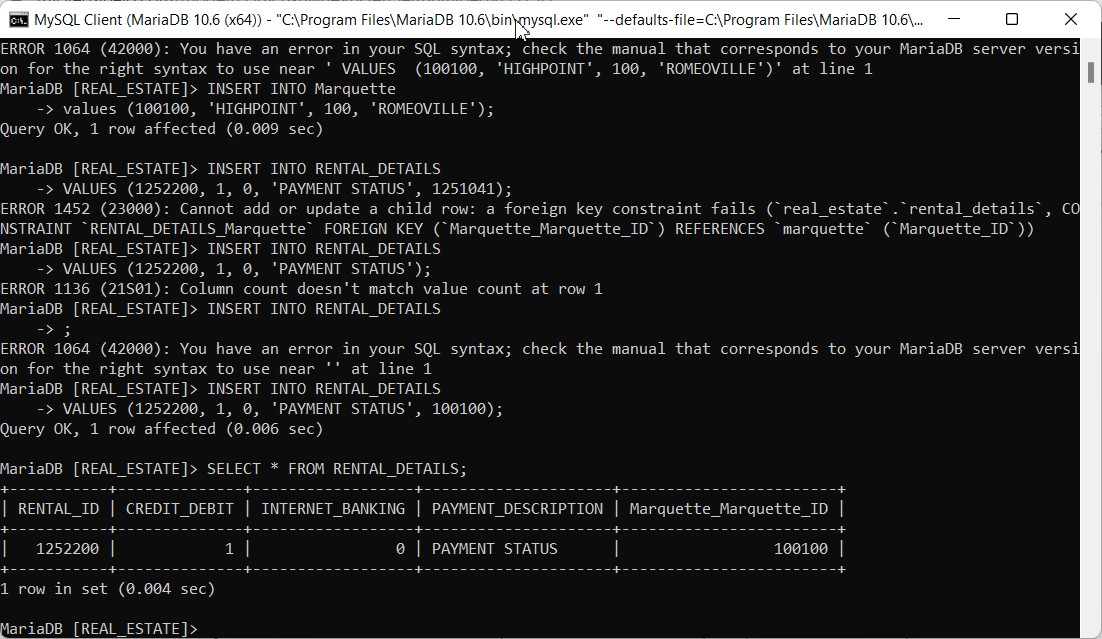 MySQL Client (MariaDB 10.6 (x64)) - "C:\Program Files\MariaDB 10.6\bin\mysql.exe" "--defaults-file=C:\Program Files\MariaDB 10.6\...
ERROR 1064 (42000): You have an error in your SQL syntax; check the manual that corresponds to your MariaDB server versi
on for the right syntax to use near ' VALUES  (100100, 'HIGHPOINT', 100, 'ROMEOVILLE')' at line 1
MariaDB [REAL_ESTATE]> INSERT INTO Marquette
    -> values (100100, 'HIGHPOINT', 100, 'ROMEOVILLE');
Query OK, 1 row affected (0.009 sec)

MariaDB [REAL_ESTATE]> INSERT INTO RENTAL_DETAILS
    -> VALUES (1252200, 1, 0, 'PAYMENT STATUS', 1251041);
ERROR 1452 (23000): Cannot add or update a child row: a foreign key constraint fails (`real_estate`.`rental_details`, CO
NSTRAINT `RENTAL_DETAILS_Marquette` FOREIGN KEY (`Marquette_Marquette_ID`) REFERENCES `marquette` (`Marquette_ID`))
MariaDB [REAL_ESTATE]> INSERT INTO RENTAL_DETAILS
    -> VALUES (1252200, 1, 0, 'PAYMENT STATUS');
ERROR 1136 (21S01): Column count doesn't match value count at row 1
MariaDB [REAL_ESTATE]> INSERT INTO RENTAL_DETAILS
    -> ;
ERROR 1064 (42000): You have an error in your SQL syntax; check the manual that corresponds to your MariaDB server versi
on for the right syntax to use near '' at line 1
MariaDB [REAL_ESTATE]> INSERT INTO RENTAL_DETAILS
    -> VALUES (1252200, 1, 0, 'PAYMENT STATUS', 100100);
Query OK, 1 row affected (0.006 sec)

MariaDB [REAL_ESTATE]> SELECT * FROM RENTAL_DETAILS;
+-----------+--------------+------------------+---------------------+------------------------+
| RENTAL_ID | CREDIT_DEBIT | INTERNET_BANKING | PAYMENT_DESCRIPTION | Marquette_Marquette_ID |
+-----------+--------------+------------------+---------------------+------------------------+
|   1252200 |            1 |                0 | PAYMENT STATUS      |                 100100 |
+-----------+--------------+------------------+---------------------+------------------------+
1 row in set (0.004 sec)

MariaDB [REAL_ESTATE]>